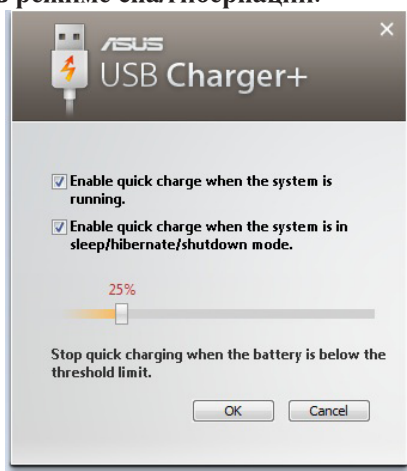 в режиме сна/гибернации.
ASUS
USB Charger+
Enable quick charge when the system is
running.
Enable quick charge when the system is in
sleep/hibernate/shutdown mode.
25%
Stop quick charging when the battery is below the
threshold limit.
OK Cancel